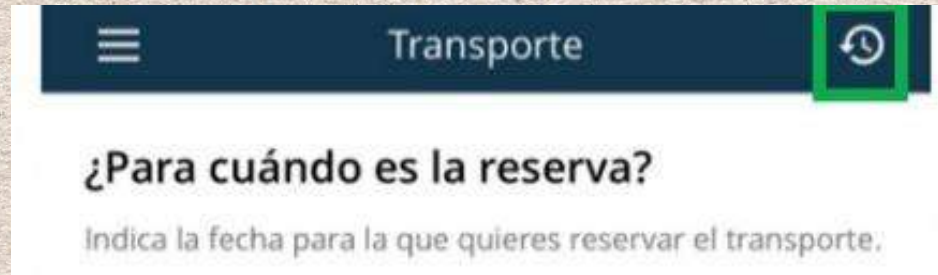 Transporte
¿Para cuándo es la reserva?
Indica la fecha para la que quieres reservar el transporte.